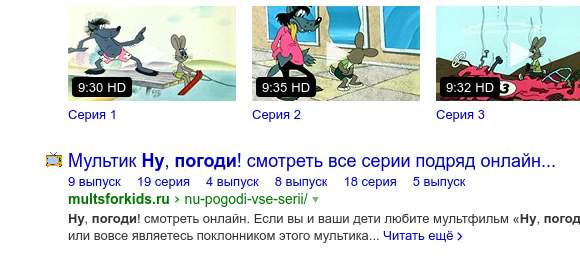 9:30 HD 9:35 HD 9:32 HD
Серия 1 Серия 2 Серия 3
Мультик Ну, погоди! смотреть все серии подряд онлайн...
9 выпуск 19 серия 4 выпуск 8 выпуск 18 серия 5 выпуск
multsforkids.ru › nu-pogodi-vse-serii/
Ну, погоди! смотреть онлайн. Если вы и ваши дети любите мультфильм «Ну, погод
или вовсе являетесь поклонником этого мультика... Читать ещё ›